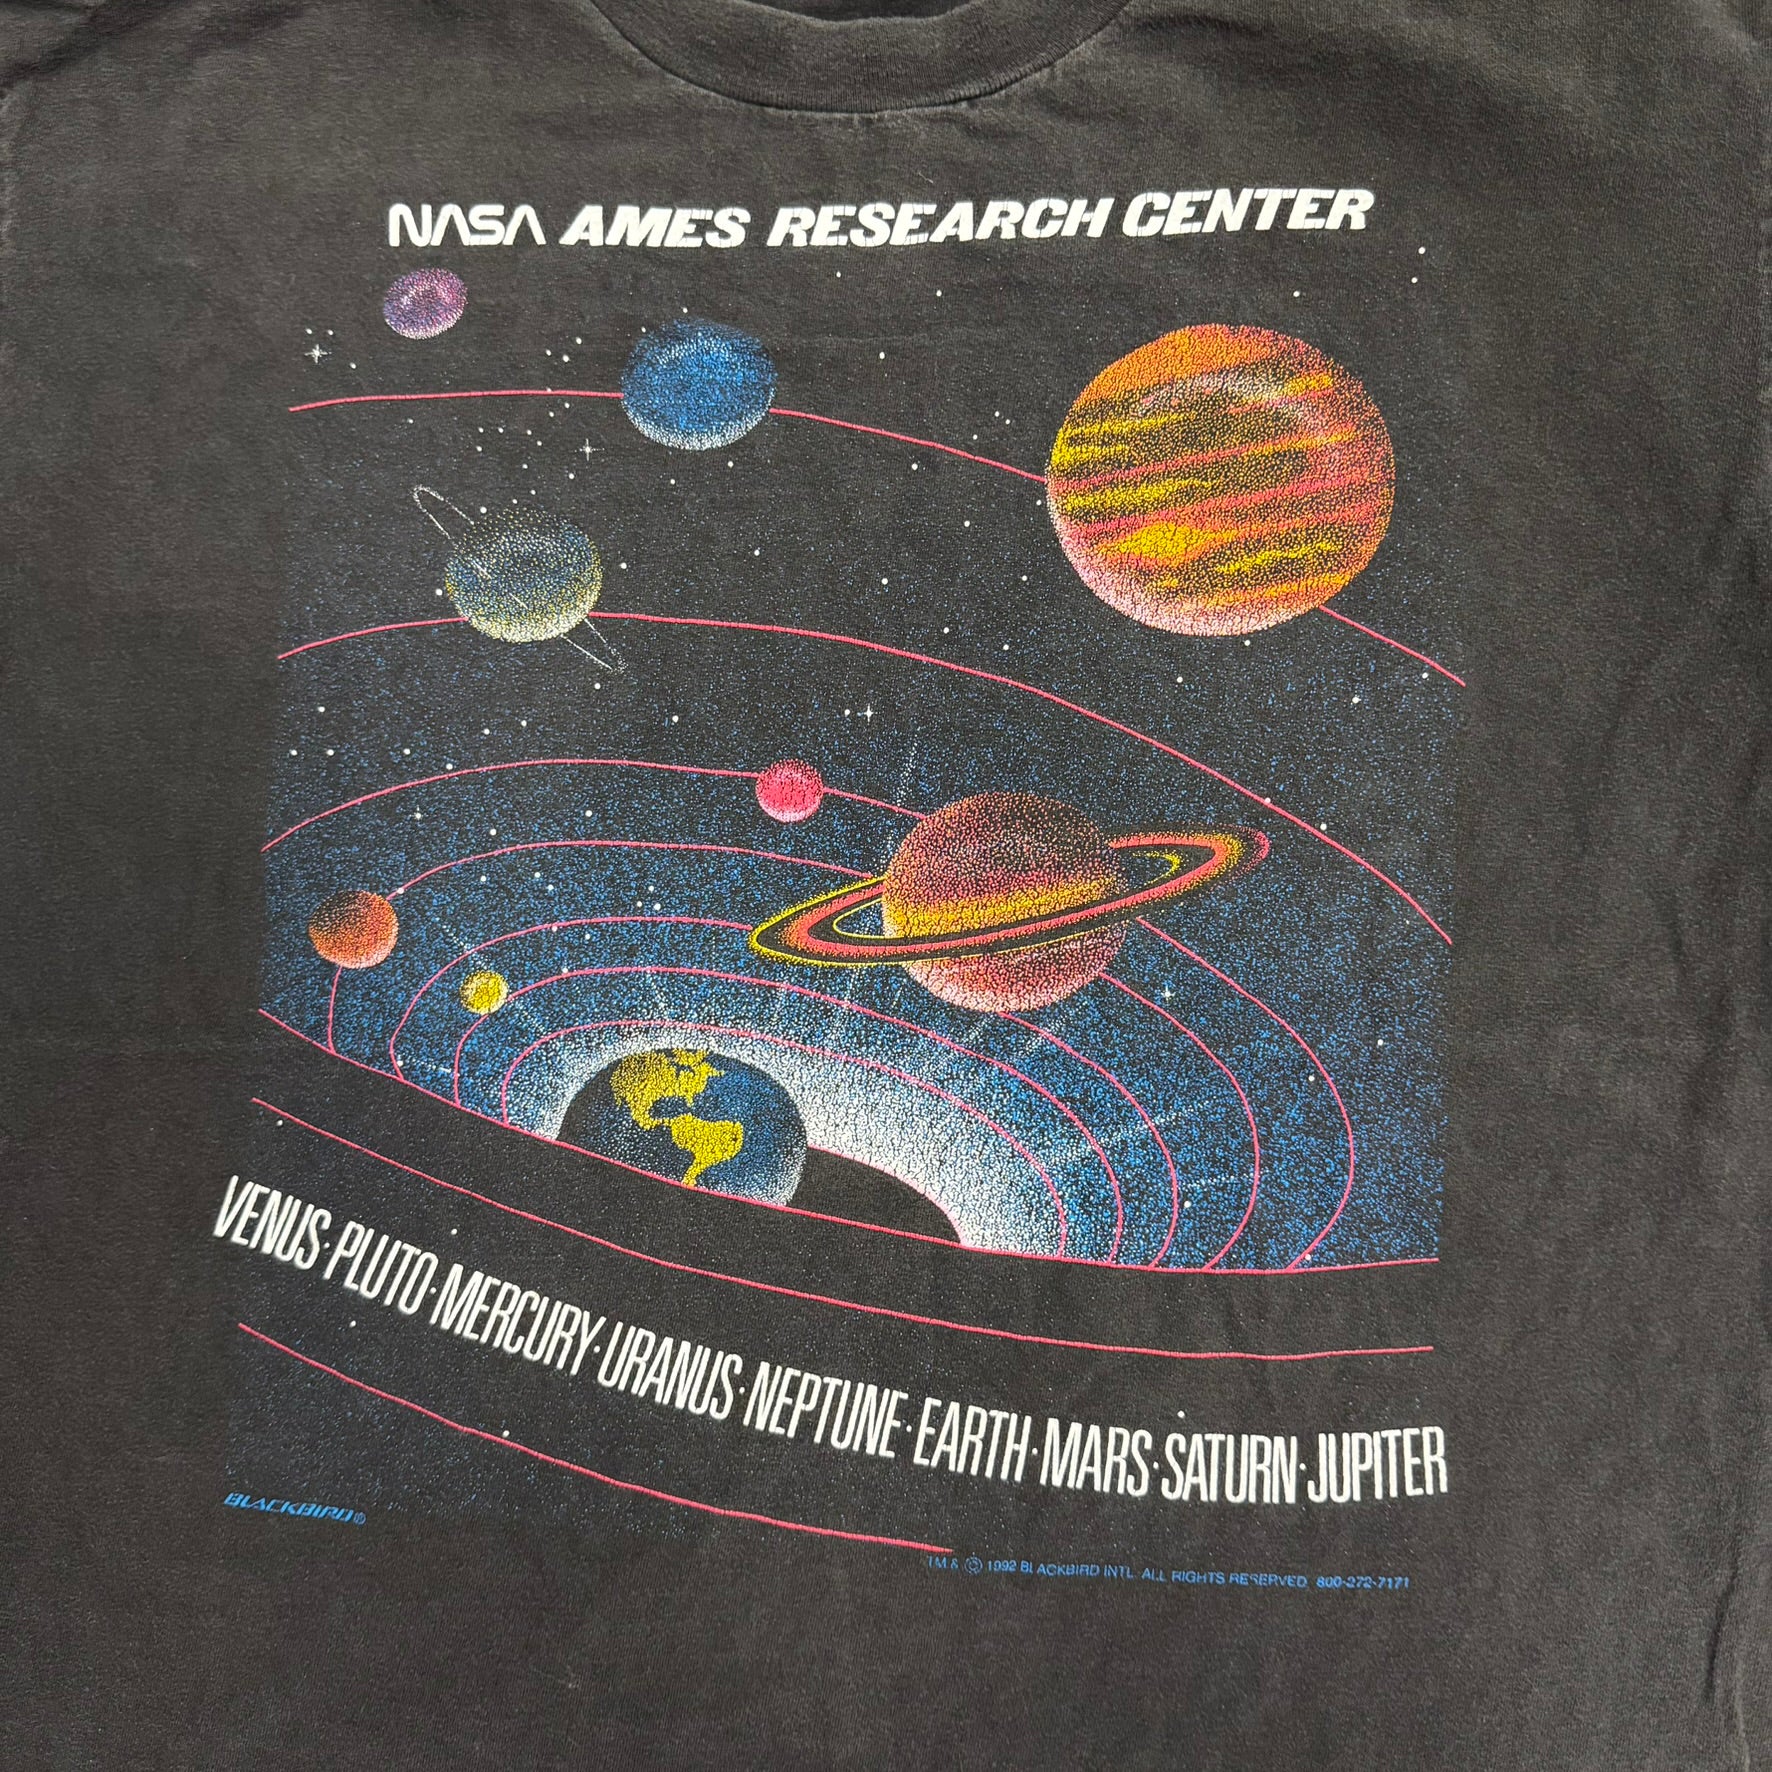 NASA AMES RESEARCH CENTER
VENUS·PLUTO·MERCURY·URANUS·NEPTUNE·EARTH·MARS·SATURN·JUPITER
BLACKBIRD®
TM & © 1992 BLACKBIRD INTL. ALL RIGHTS RESERVED 800-272-7171